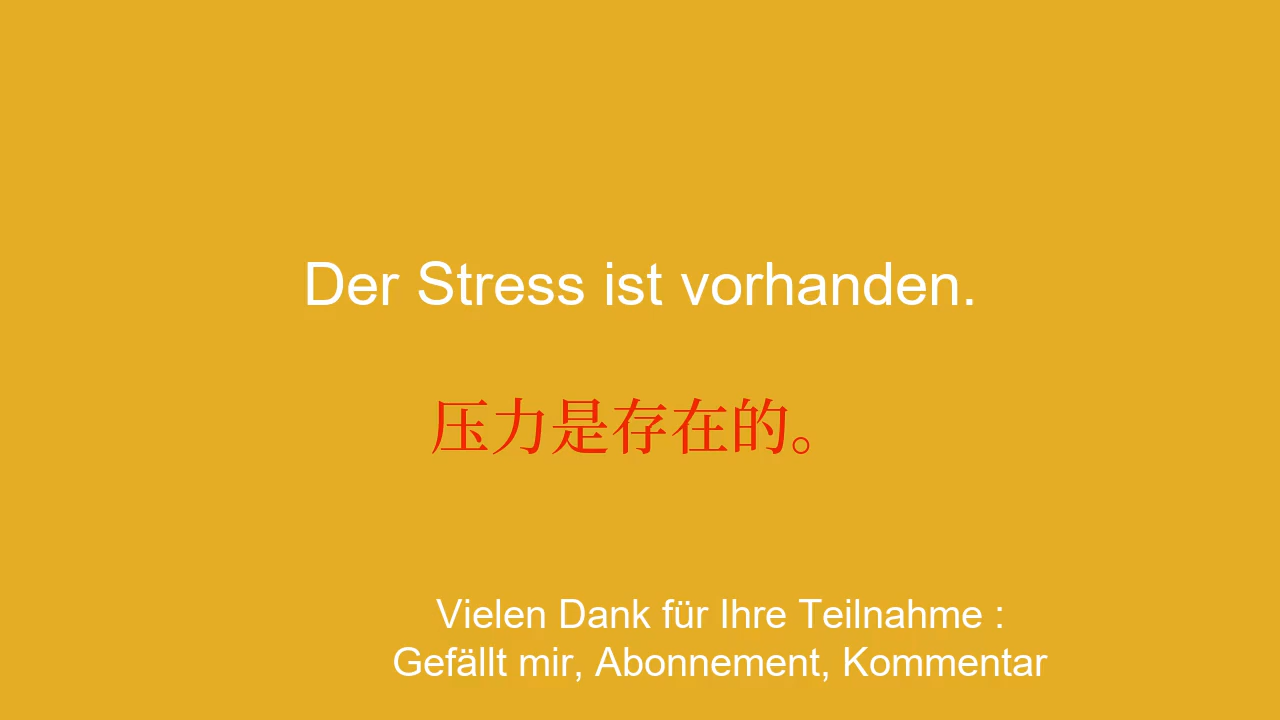 Der Stress ist vorhanden.
压力是存在的。
Vielen Dank für Ihre Teilnahme :
Gefällt mir, Abonnement, Kommentar